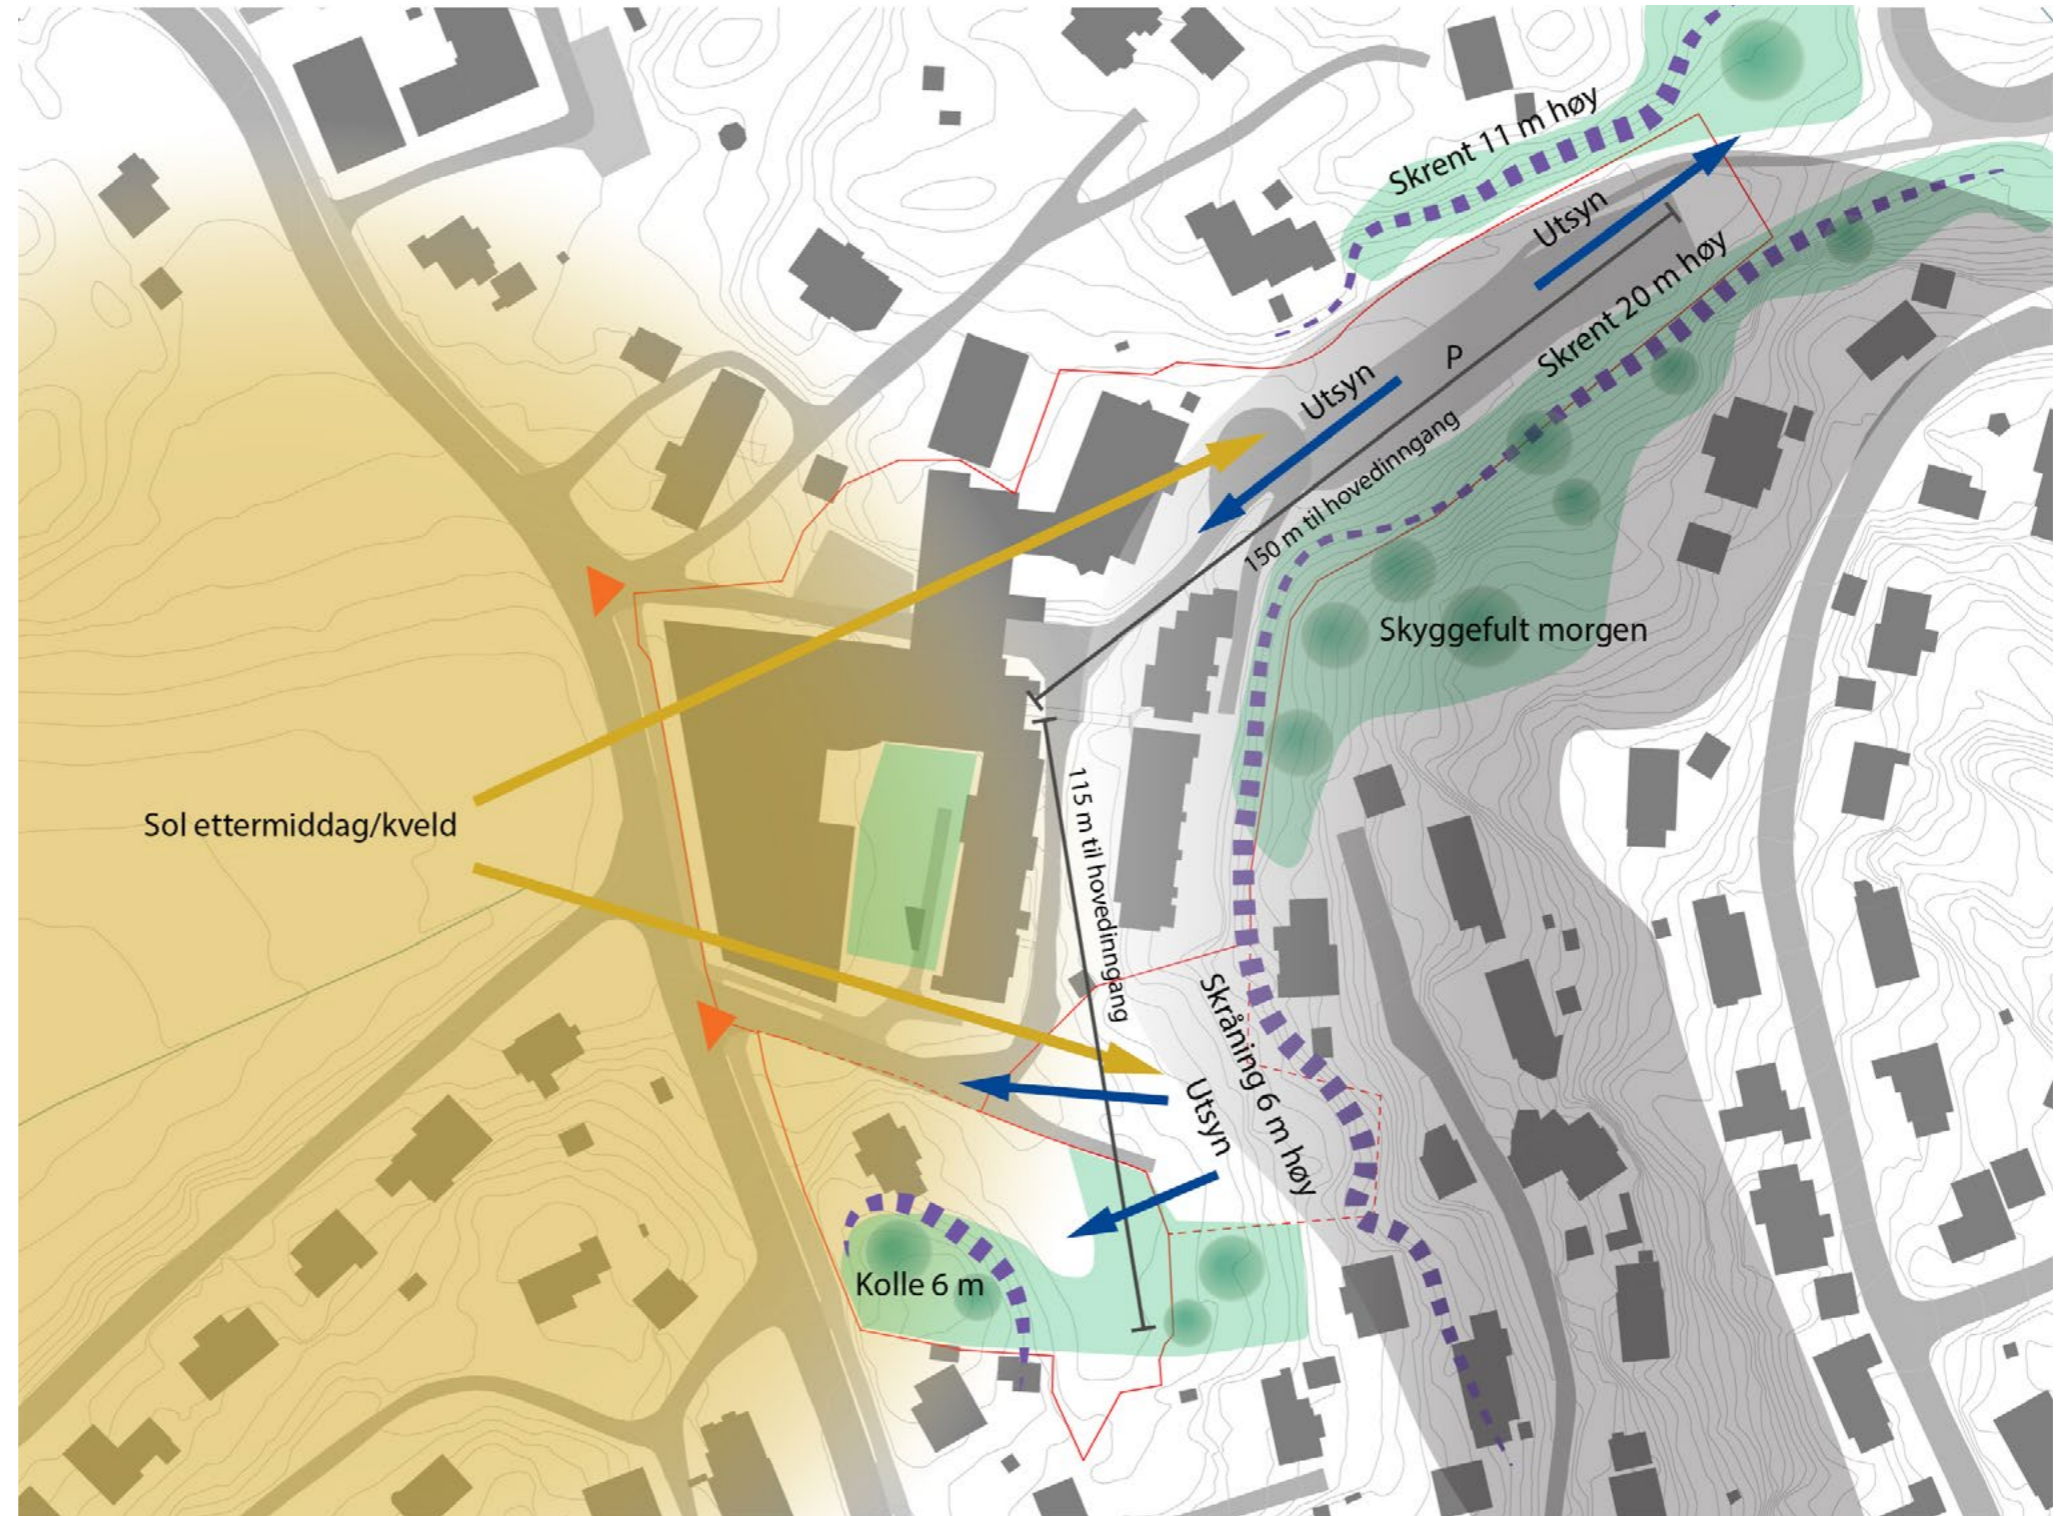 Skrent 11 m høy
Utsyn
Skrent 20 m høy
P
Utsyn
150 m til hovedinngang
Skyggefult morgen
Sol ettermiddag/kveld
115 m til hovedinngang
Skråning 6 m høy
Utsyn
Kolle 6 m